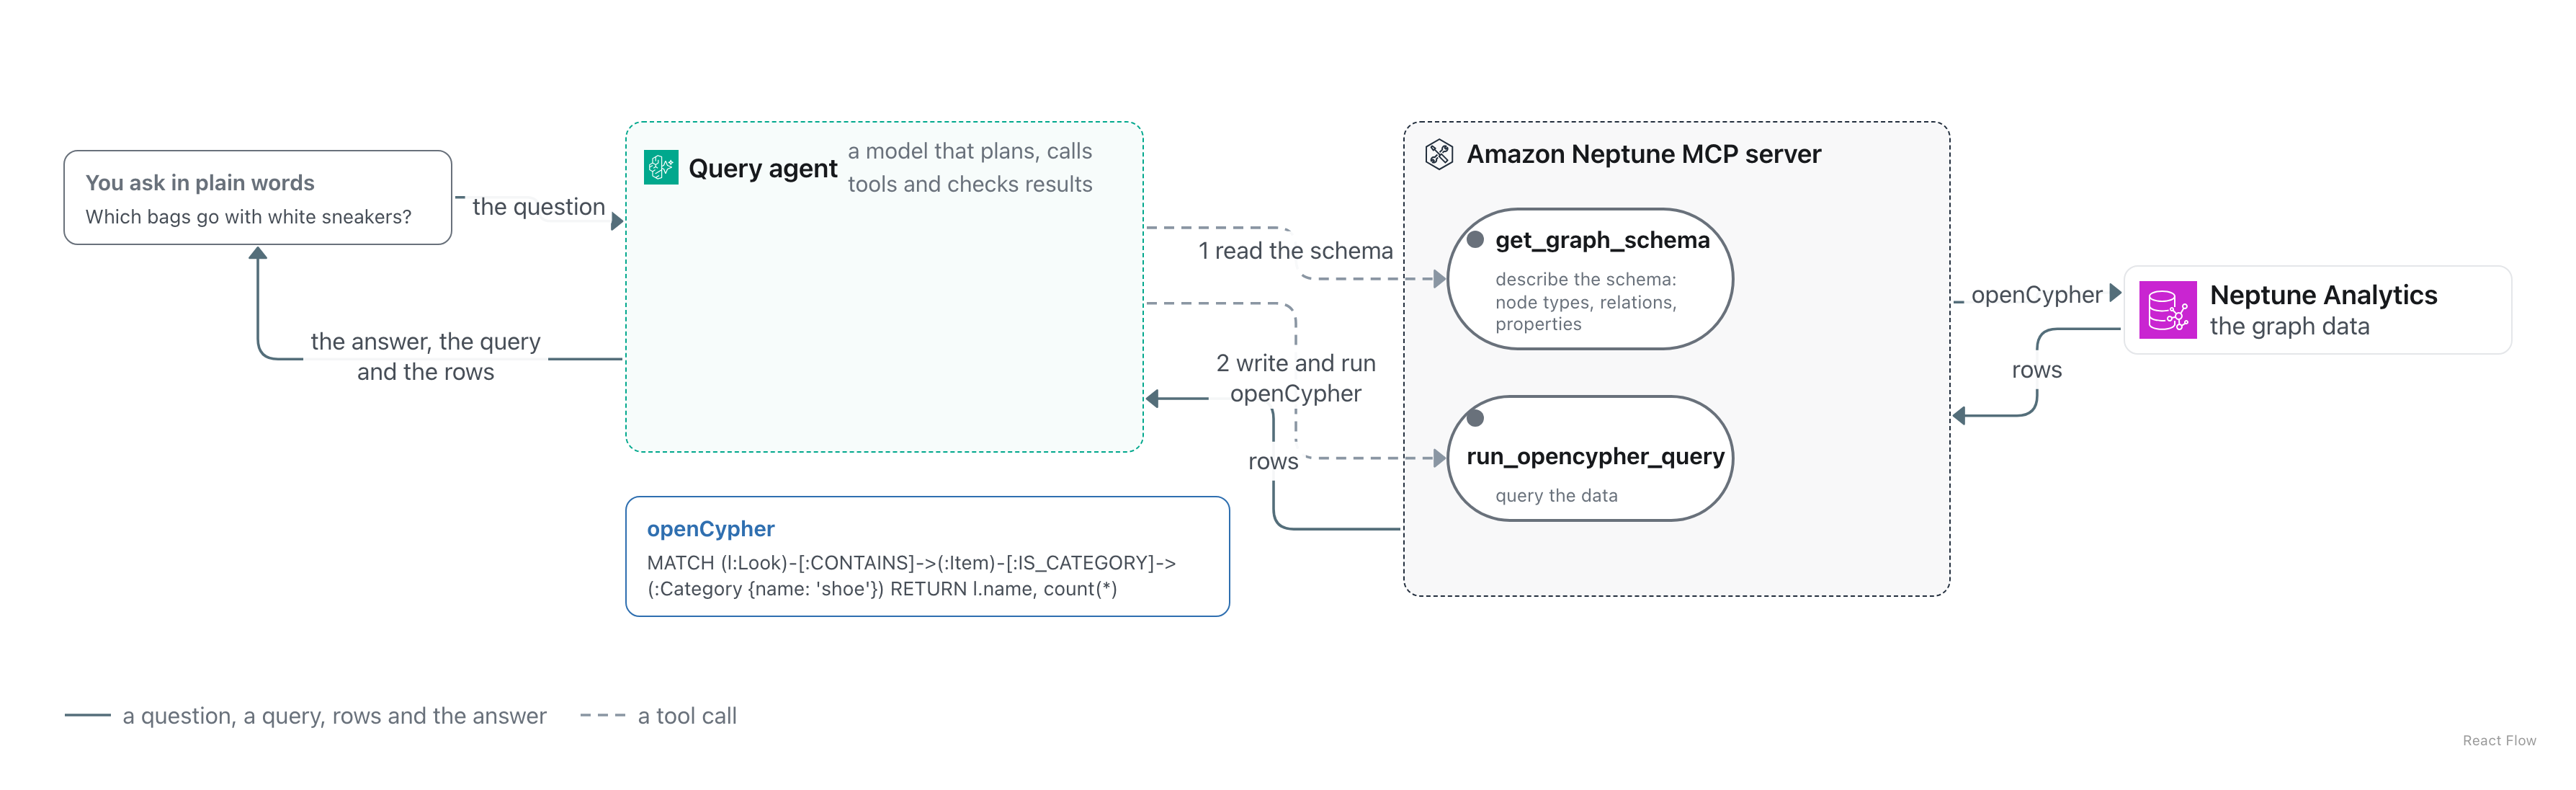 You ask in plain words
Which bags go with white sneakers?
the question
the answer, the query
and the rows
Query agent
a model that plans, calls
tools and checks results
1 read the schema
2 write and run
openCypher
rows
openCypher
MATCH (l:Look)-[:CONTAINS]->(:Item)-[:IS_CATEGORY]->
(:Category {name: 'shoe'}) RETURN l.name, count(*)
Amazon Neptune MCP server
get_graph_schema
describe the schema:
node types, relations,
properties
run_opencypher_query
query the data
openCypher
rows
Neptune Analytics
the graph data
a question, a query, rows and the answer
a tool call
React Flow